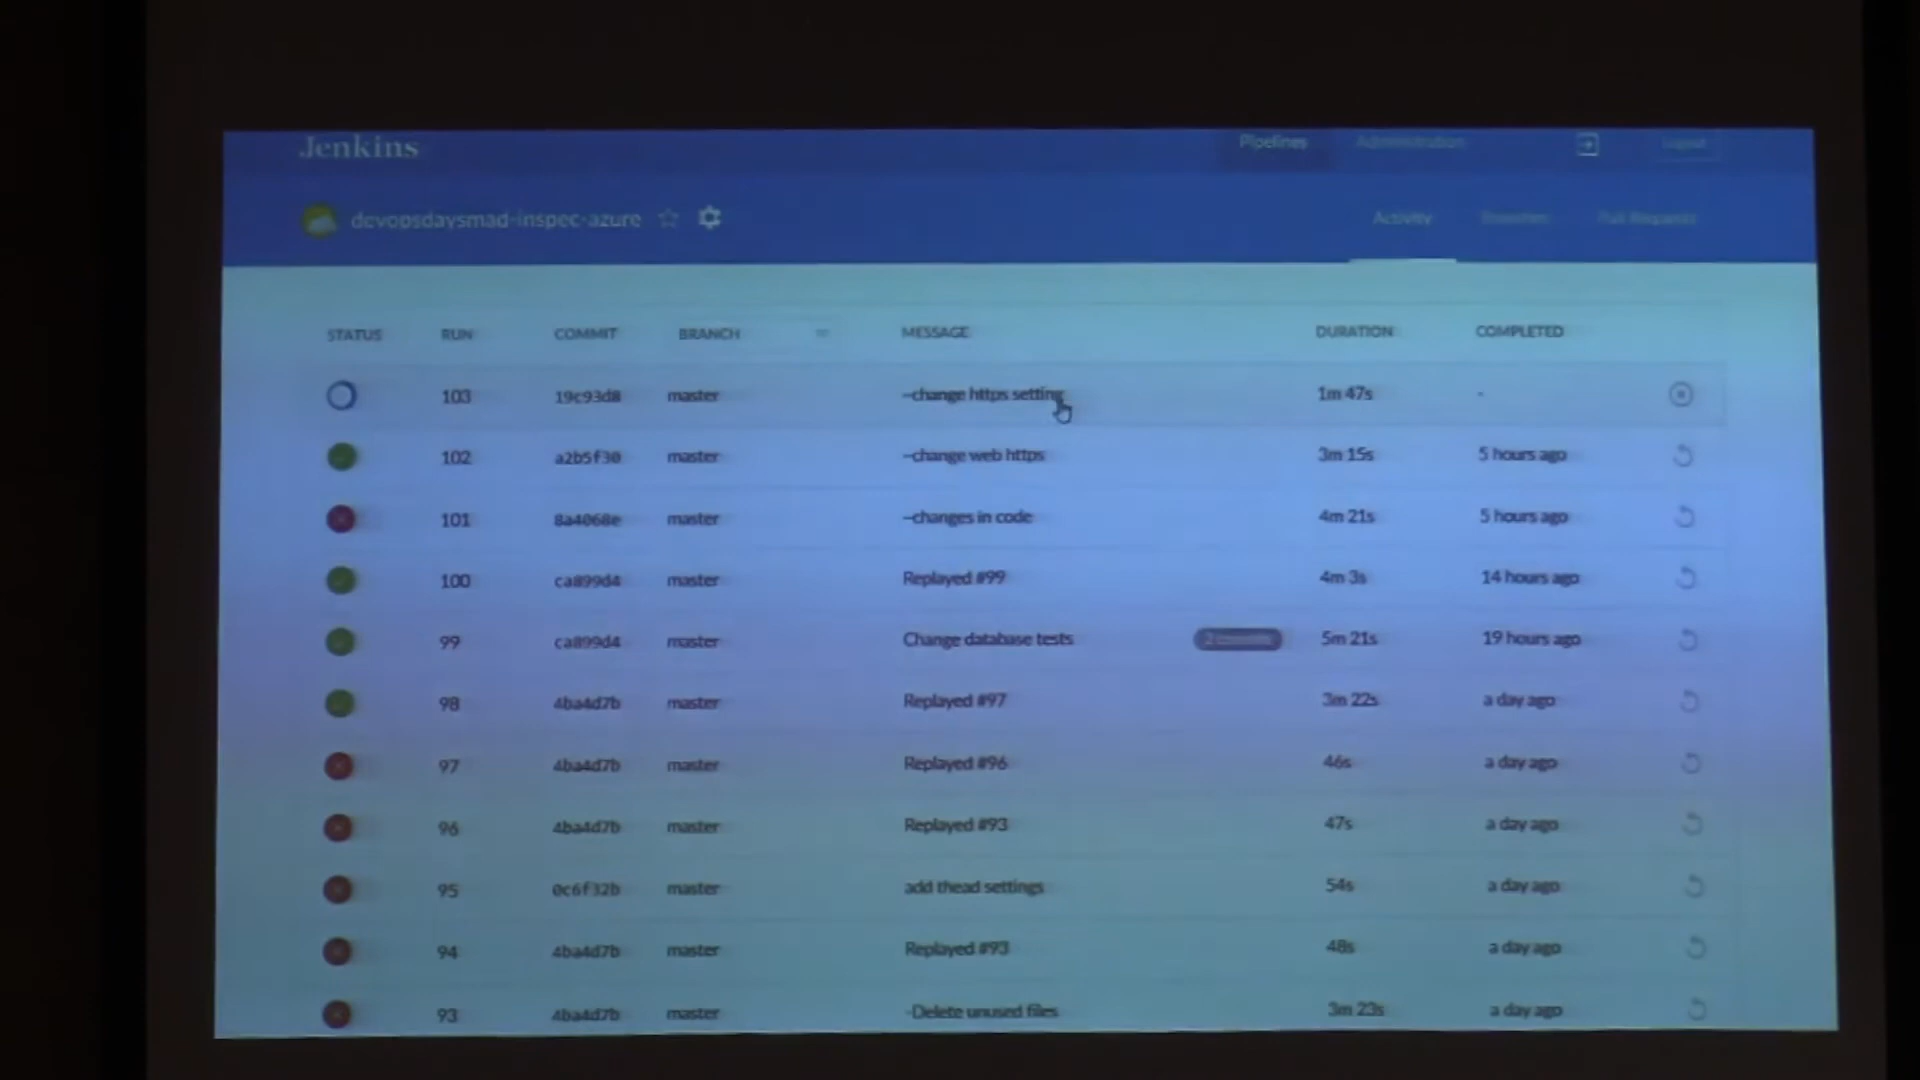 Jenkins Pipelines Administration Logout
devopsdaysmad-inspec-azure Activity Branches Pull Requests
STATUS RUN COMMIT BRANCH MESSAGE DURATION COMPLETED
103 19c93d8 master -change https setting 1m 47s -
102 a2b5f30 master -change web https 3m 15s 5 hours ago
101 8a4068e master -changes in code 4m 21s 5 hours ago
100 ca899d4 master Replayed #99 4m 3s 14 hours ago
99 ca899d4 master Change database tests 5m 21s 19 hours ago
98 4ba4d7b master Replayed #97 3m 22s a day ago
97 4ba4d7b master Replayed #96 46s a day ago
96 4ba4d7b master Replayed #93 47s a day ago
95 0c6f32b master add thead settings 54s a day ago
94 4ba4d7b master Replayed #93 48s a day ago
93 4ba4d7b master -Delete unused files 3m 23s a day ago